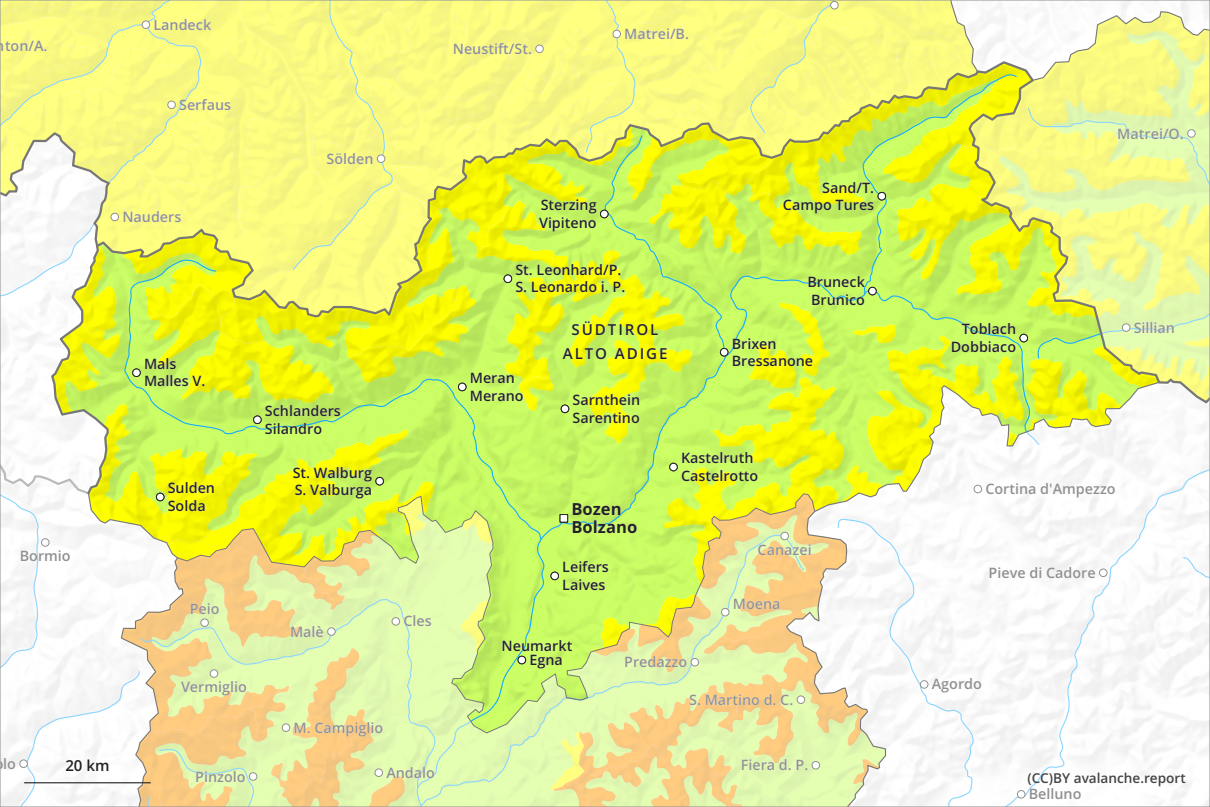 Landeck
nton/A.
Neustift/St.
Matrei/B.
Serfaus
Matrei/O.
Sölden
Sand/T.
Campo Tures
Nauders
Sterzing
Vipiteno
St. Leonhard/P.
S. Leonardo i. P.
Bruneck
Brunico
SÜDTIROL
ALTO ADIGE
Toblach
Dobbiaco
Sillian
Brixen
Bressanone
Mals
Malles V.
Meran
Merano
Schlanders
Silandro
Sarnthein
Sarentino
Kastelruth
Castelrotto
St. Walburg
S. Valburga
Sulden
Solda
Cortina d'Ampezzo
Bozen
Bolzano
Bormio
Canazei
Leifers
Laives
Pieve di Cadore
Peio
Moena
Malè
Cles
Neumarkt
Egna
Predazzo
Vermiglio
Agordo
S. Martino d. C.
M. Campiglio
olo
20 km
Pinzolo
Andalo
Fiera d. P.
(CC)BY avalanche.report
Belluno